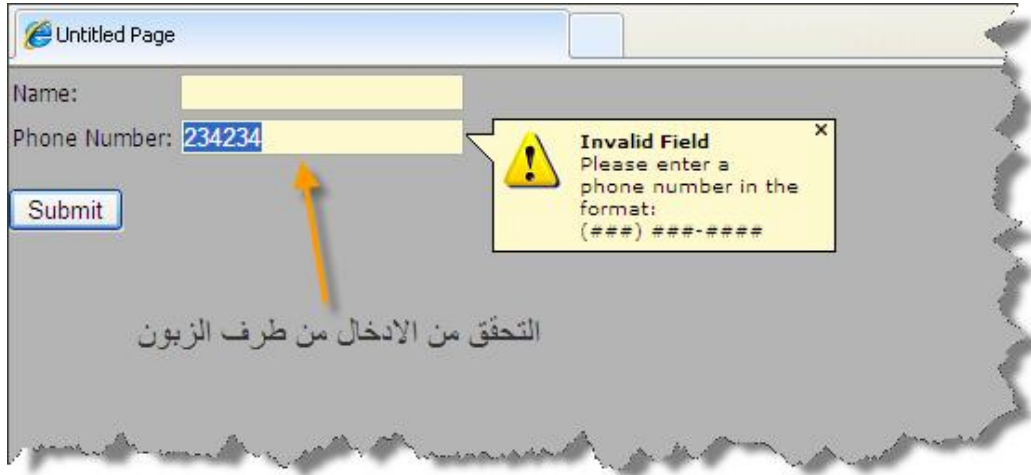 Untitled Page
Name:
Phone Number: 234234
Invalid Field
Please enter a
phone number in the
format:
(###) ###-####
Submit
التحقق من الادخال من طرف الزبون